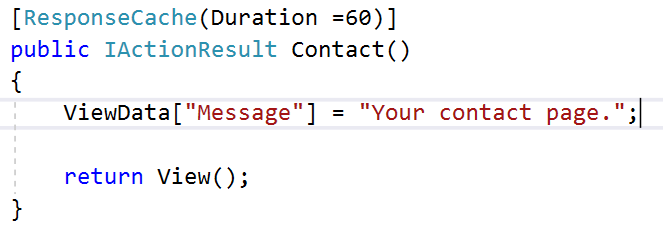 [ResponseCache(Duration =60)]
public IActionResult Contact()
{
    ViewData["Message"] = "Your contact page.";
    return View();
}